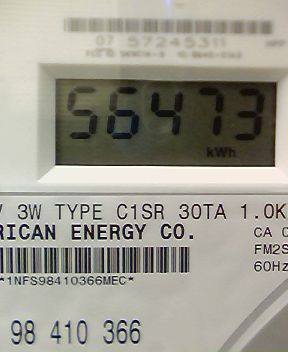 07 57245311
56473
kWh
3W TYPE C1SR 30TA 1.0K
RICAN ENERGY CO.
CA
FM2S
60Hz
*1NFS98410366MEC*
98 410 366